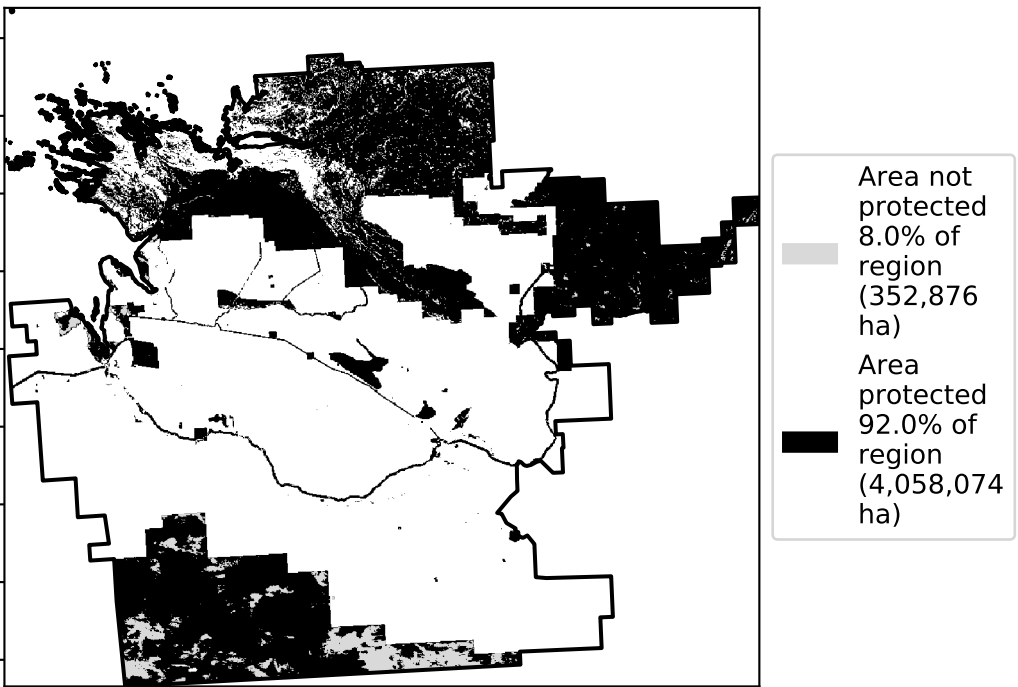 Area not
protected
8.0% of
region
(352,876
ha)
Area
protected
92.0% of
region
(4,058,074
ha)